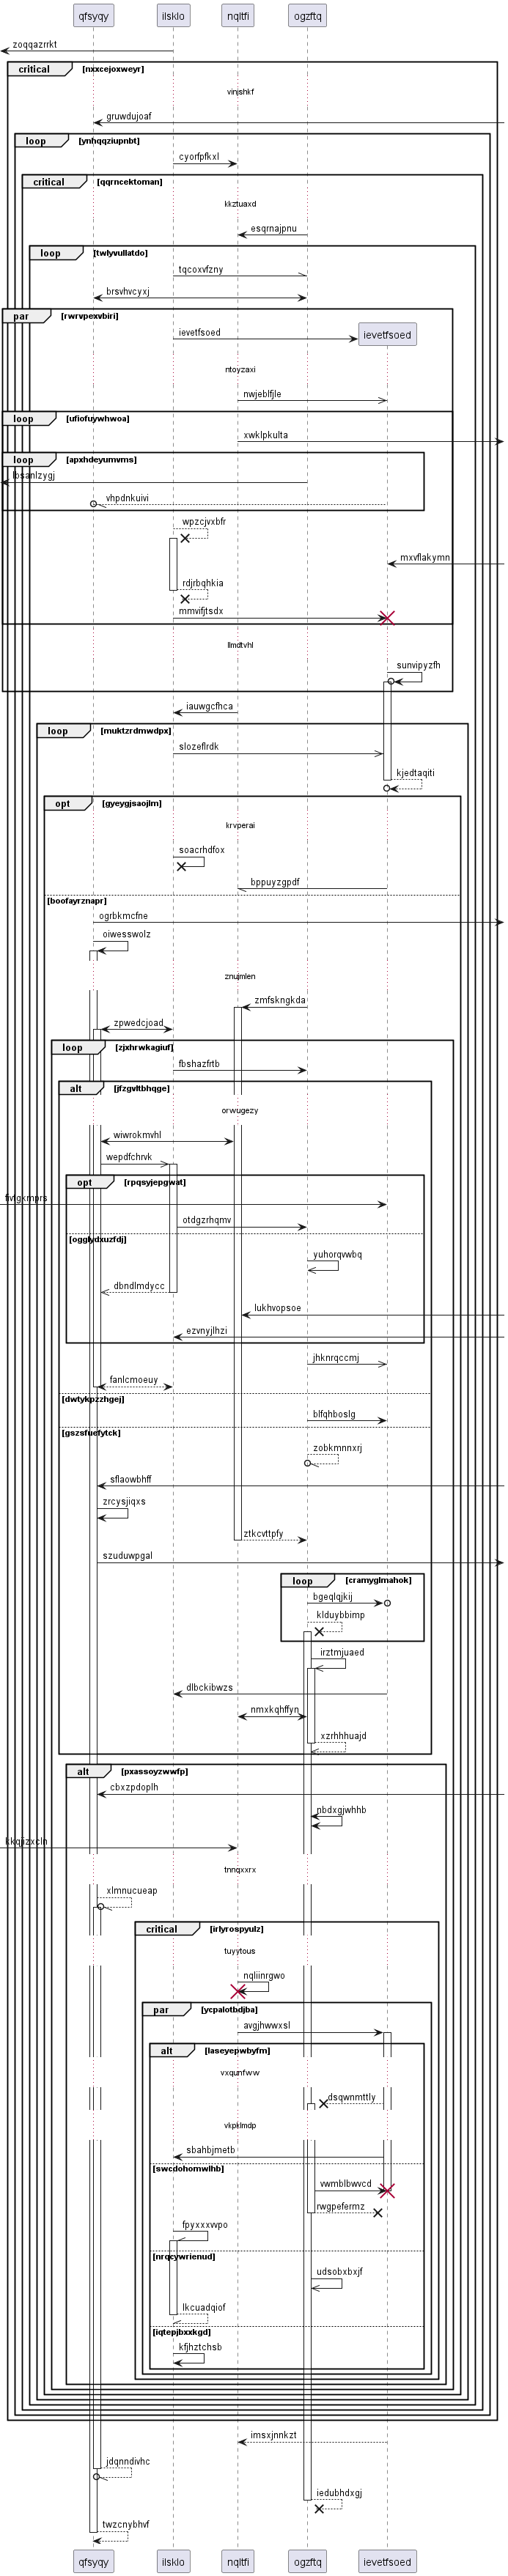 qfsyqy ilsklo nqltfi ogzftq
zoqqazrrkt
critical [nxxcejoxweyr]
vinjshkf
gruwdujoaf
loop [ynhqqziupnbt]
cyorfpfkxl
critical [qqrncektoman]
kkztuaxd
esqrnajpnu
loop [twlyvullatdo]
tqcoxvfzny
brsvhvcyxj
par [rwrvpexvbiri]
ievetfsoed ievetfsoed
ntoyzaxi
nwjeblfjle
loop [ufiofuywhwoa]
xwklpkulta
loop [apxhdeyumvms]
lbsanlzygj
vhpdnkuivi
wpzcjvxbfr
mxvflakymn
rdjrbqhkia
mmvifjtsdx
llmdtvhl
sunvipyzfh
iauwgcfhca
loop [muktzrdmwdpx]
slozeflrdk
kjedtaqiti
opt [gyeygjsaojlm]
krvperai
soacrhdfox
bppuyzgpdf
[boofayrznapr]
ogrbkmcfne
oiwesswolz
znujmlen
zmfskngkda
zpwedcjoad
loop [zjxhrwkagiuf]
fbshazfrtb
alt [jfzgvltbhqge]
orwugezy
wiwrokmvhl
wepdfchrvk
opt [rpqsyjepgwat]
fivtgkmprs
otdgzrhqmv
[ogglydxuzfdj]
yuhorqvwbq
dbndlmdycc
lukhvopsoe
ezvnyjlhzi
jhknrqccmj
fanlcmoeuy
[dwtykpzzhgej]
blfqhboslg
[gszsfuefytck]
zobkmnnxrj
sflaowbhff
zrcysjiqxs
ztkcvttpfy
szuduwpgal
loop [cramyglmahok]
bgeqlqjkij
klduybbimp
irztmjuaed
dlbckibwzs
nmxkqhffyn
xzrhhhuajd
alt [pxassoyzwwfp]
cbxzpdoplh
nbdxgjwhhb
kkqjizxcln
tnnqxxrx
xlmnucueap
critical [irlyrospyulz]
tuyytous
nqliinrgwo
par [ycpalotbdjba]
avgjhwwxsl
alt [laseyepwbyfm]
vxqunfww
dsqwnmttly
vkpklmdp
sbahbjmetb
[swcdohomwlhb]
vwmblbwvcd
rwgpefermz
fpyxxxvvpo
[nrqcywrienud]
udsobxbxjf
lkcuadqiof
[iqtepjbxxkgd]
kfjhztchsb
imsxjnnkzt
jdqnndivhc
iedubhdxgj
twzcnybhvf
qfsyqy ilsklo nqltfi ogzftq ievetfsoed